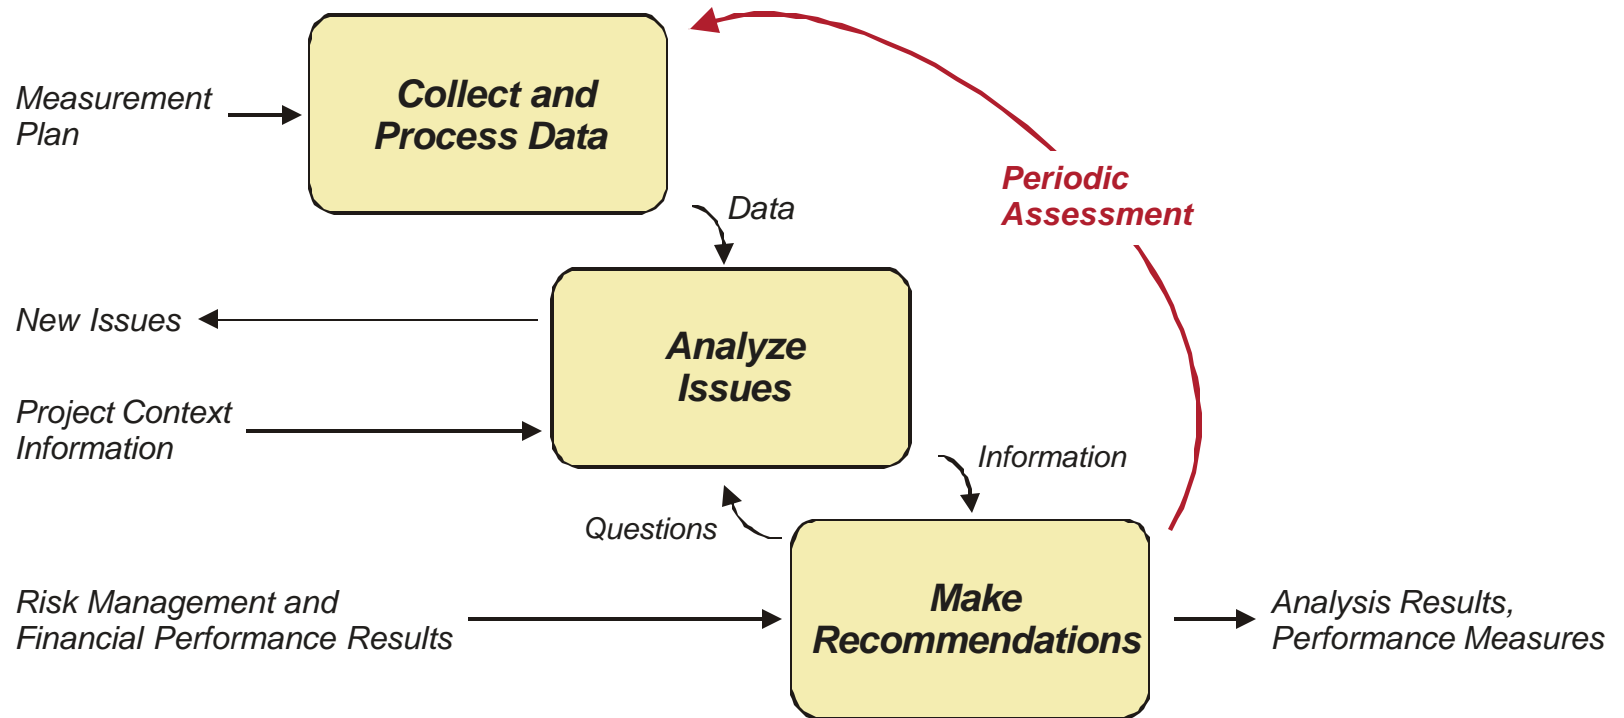 Collect and
Process Data
Measurement
Plan
Periodic
Assessment
Data
New Issues
Analyze
Issues
Project Context
Information
Information
Questions
Risk Management and
Financial Performance Results
Make
Recommendations
Analysis Results,
Performance Measures